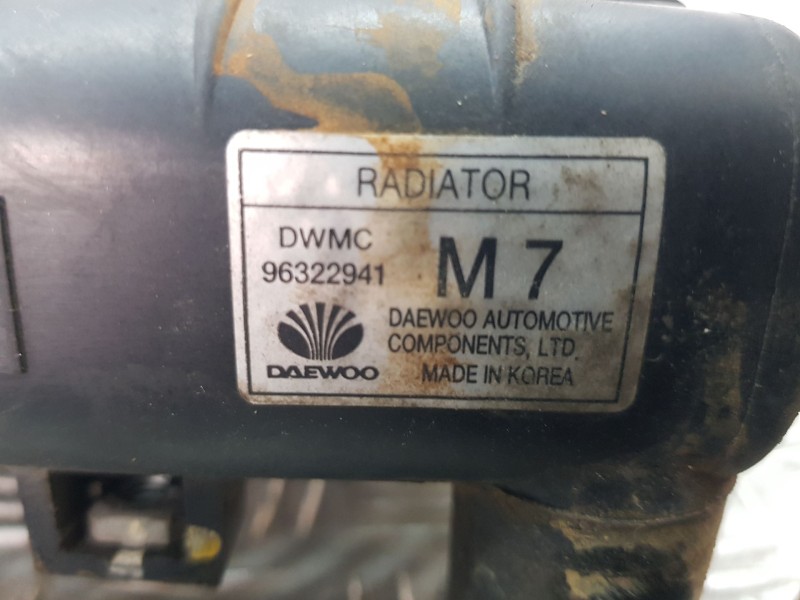 RADIATOR
DWMC
96322941
M 7
DAEWOO AUTOMOTIVE
COMPONENTS, LTD.
DAEWOO
MADE IN KOREA